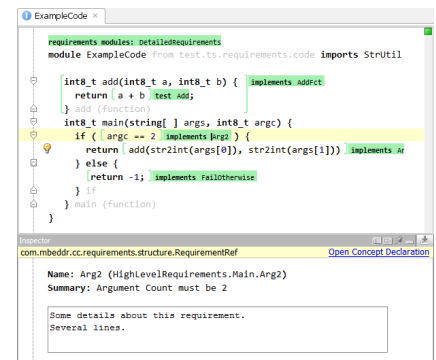 ExampleCode ×
requirements modules: DetailedRequirements
module ExampleCode from test.ts.requirements.code imports StrUtil
int8_t add(int8_t a, int8_t b) { implements AddFct
return a + b test Add;
} add (function)
int8_t main(string[ ] args, int8_t argc) {
if ( argc == 2 implements Arg2 ) {
return add(str2int(args[0]), str2int(args[1])) implements Ar
} else {
return -1; implements FailOtherwise
} if
} main (function)
}
Inspector
com.mbeddr.cc.requirements.structure.RequirementRef Open Concept Declaration
Name: Arg2 (HighLevelRequirements.Main.Arg2)
Summary: Argument Count must be 2
Some details about this requirement.
Several lines.